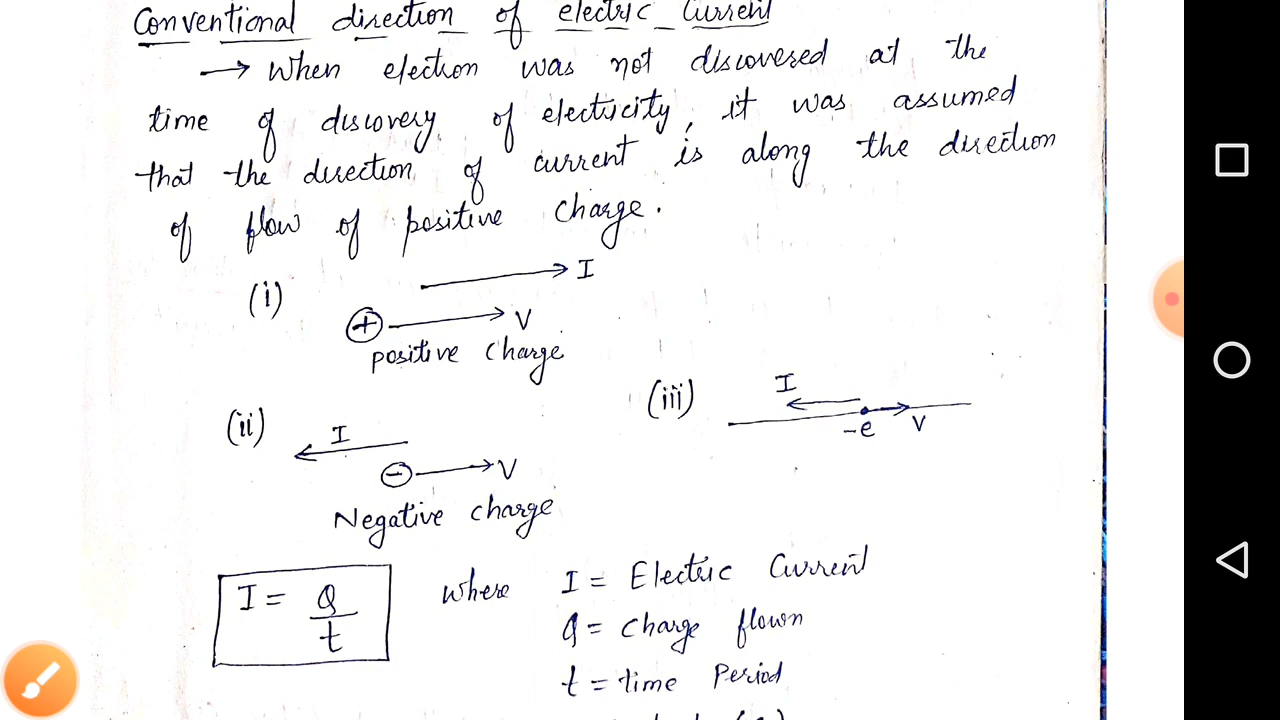 Conventional direction of electric Current
→ When electron was not discovered at the
time of discovery of electricity, it was assumed
that the direction of current is along the direction
of flow of positive charge.
(i) I
+ V
positive charge
(ii) I
- V
Negative charge
(iii) I
-e V
I = Q/t where I = Electric Current
Q = charge flown
t = time Period